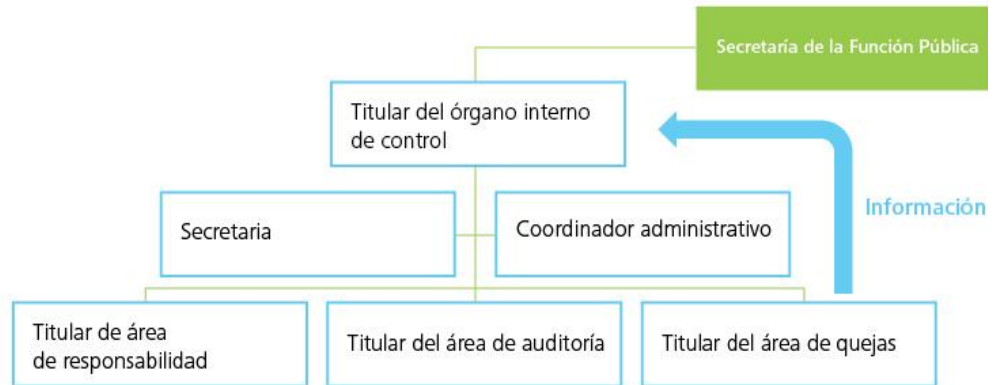 Secretaría de la Función Pública
Titular del órgano interno
de control
Información
Secretaria
Coordinador administrativo
Titular de área
de responsabilidad
Titular del área de auditoría
Titular del área de quejas